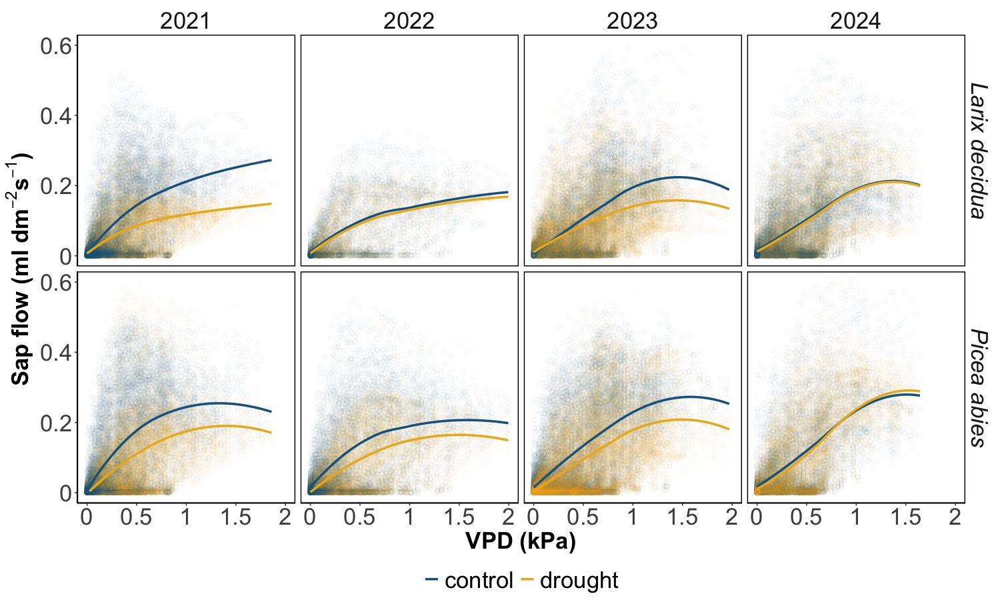 2021 2022 2023 2024
0.6
0.4
0.2
0
Larix decidua
0.6
0.4
0.2
0
Picea abies
Sap flow (ml dm⁻²s⁻¹)
0 0.5 1 1.5 2 0 0.5 1 1.5 2 0 0.5 1 1.5 2 0 0.5 1 1.5 2
VPD (kPa)
control drought